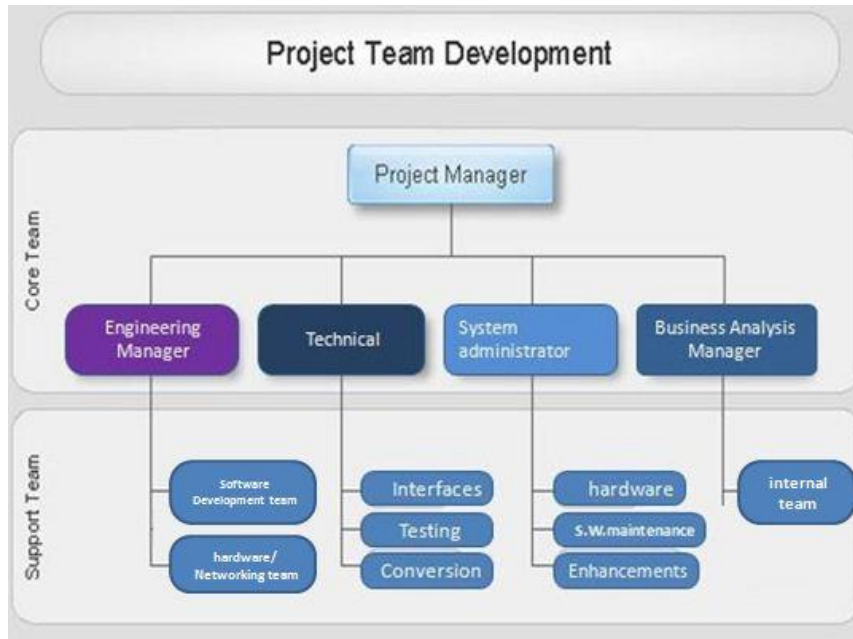 Project Team Development
Core Team
Project Manager
Engineering
Manager
Technical
System
administrator
Business Analysis
Manager
Support Team
Software
Development team
hardware/
Networking team
Interfaces
Testing
Conversion
hardware
s.w.maintenance
Enhancements
internal
team